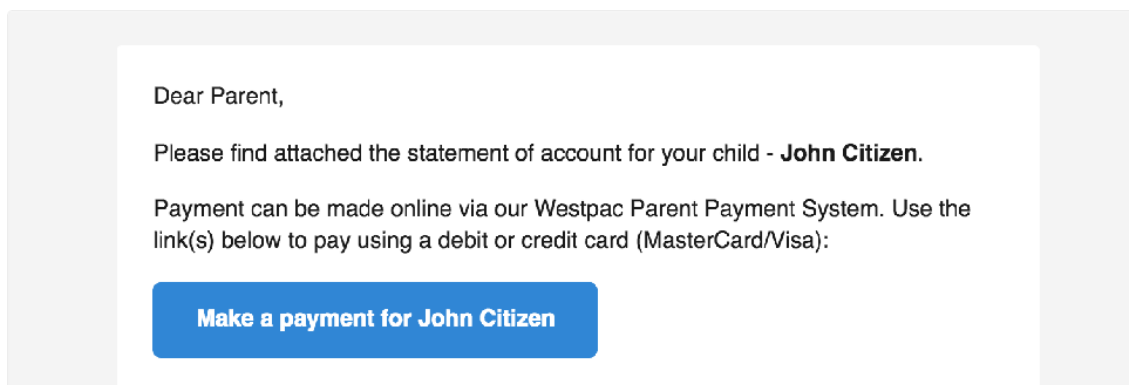 Dear Parent,
Please find attached the statement of account for your child - John Citizen.
Payment can be made online via our Westpac Parent Payment System. Use the
link(s) below to pay using a debit or credit card (MasterCard/Visa):
Make a payment for John Citizen